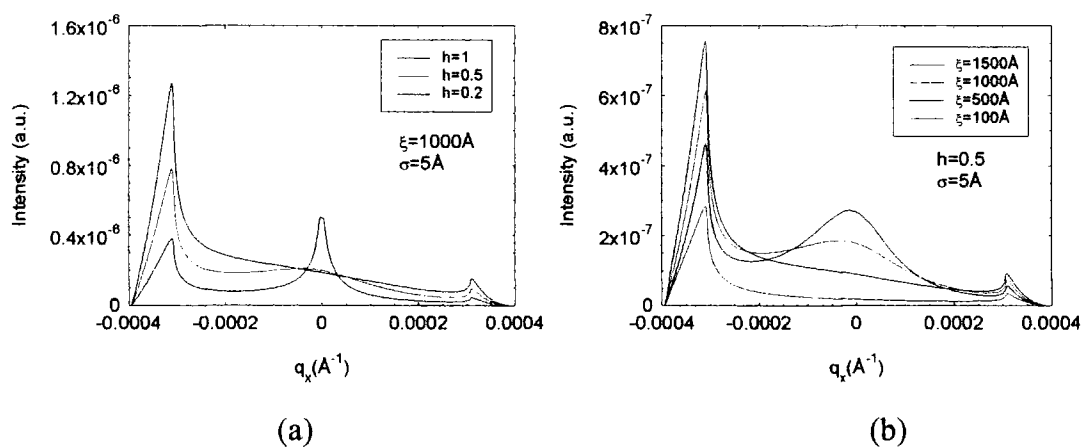 1.6x10⁻⁶
1.2x10⁻⁶
0.8x10⁻⁶
0.4x10⁻⁶
0
Intensity (a.u.)
h=1
h=0.5
h=0.2
ξ=1000Å
σ=5Å
-0.0004
-0.0002
0
0.0002
0.0004
qₓ(Å⁻¹)
(a)
8x10⁻⁷
6x10⁻⁷
4x10⁻⁷
2x10⁻⁷
0
Intensity (a.u.)
ξ=1500Å
ξ=1000Å
ξ=500Å
ξ=100Å
h=0.5
σ=5Å
-0.0004
-0.0002
0
0.0002
0.0004
qₓ(Å⁻¹)
(b)